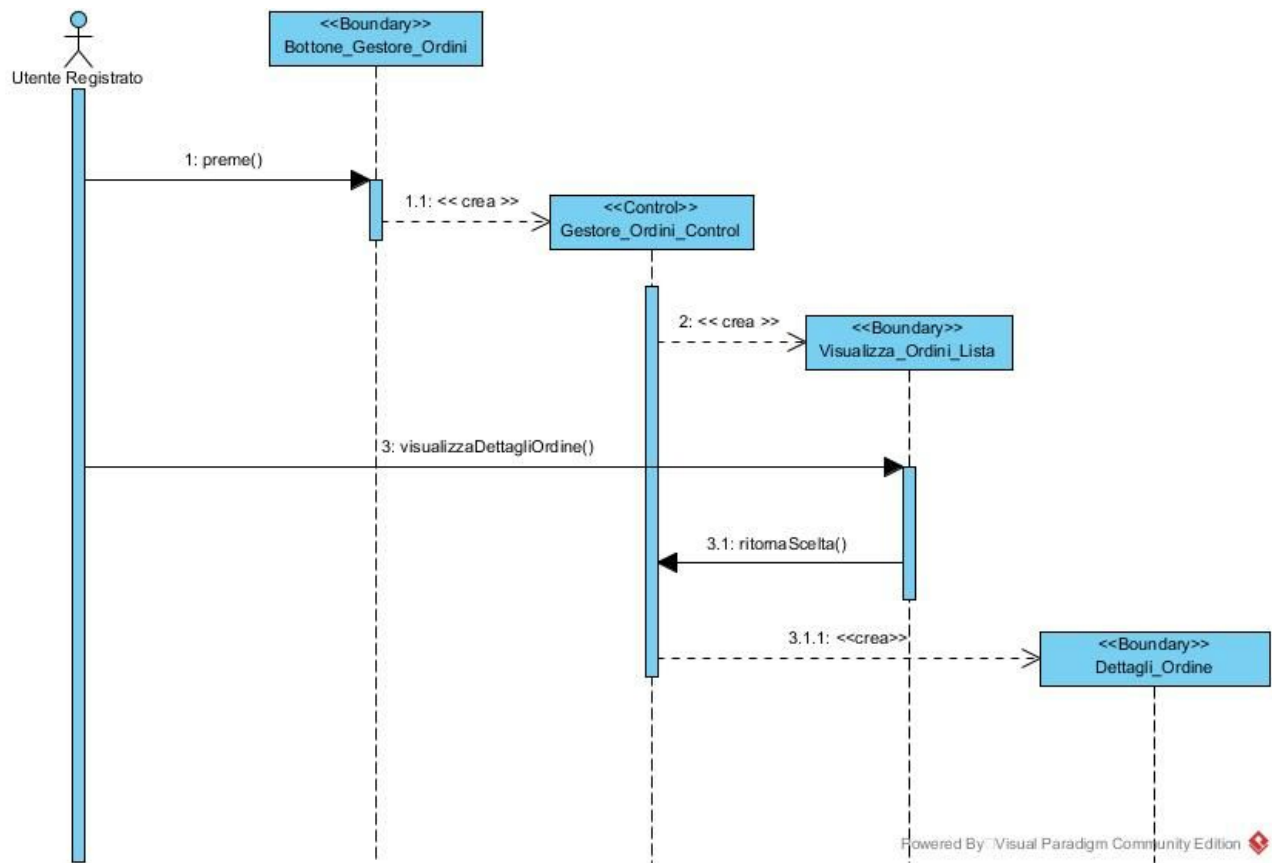 <<Boundary>>
Bottone_Gestore_Ordini
Utente Registrato
1: preme()
1.1: << crea >>
<<Control>>
Gestore_Ordini_Control
2: << crea >>
<<Boundary>>
Visualizza_Ordini_Lista
3: visualizzaDettagliOrdine()
3.1: ritornaScelta()
3.1.1: <<crea>>
<<Boundary>>
Dettagli_Ordine
Powered By Visual Paradigm Community Edition